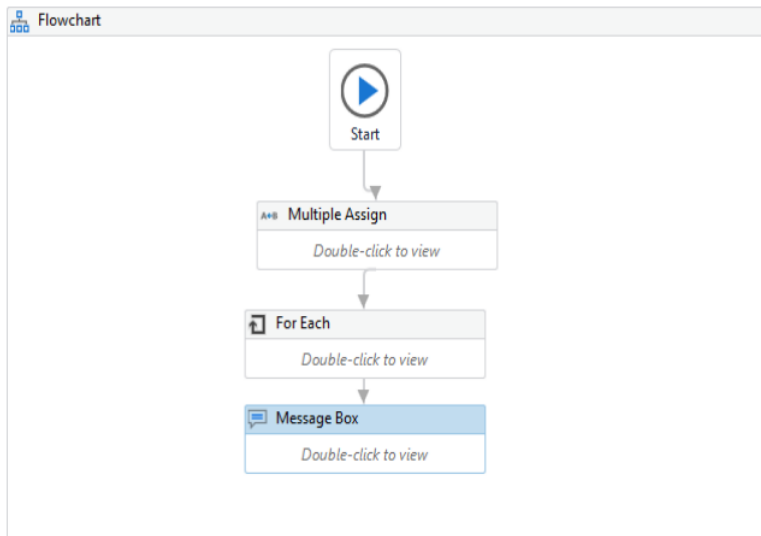 Flowchart
Start
A+B Multiple Assign
Double-click to view
For Each
Double-click to view
Message Box
Double-click to view